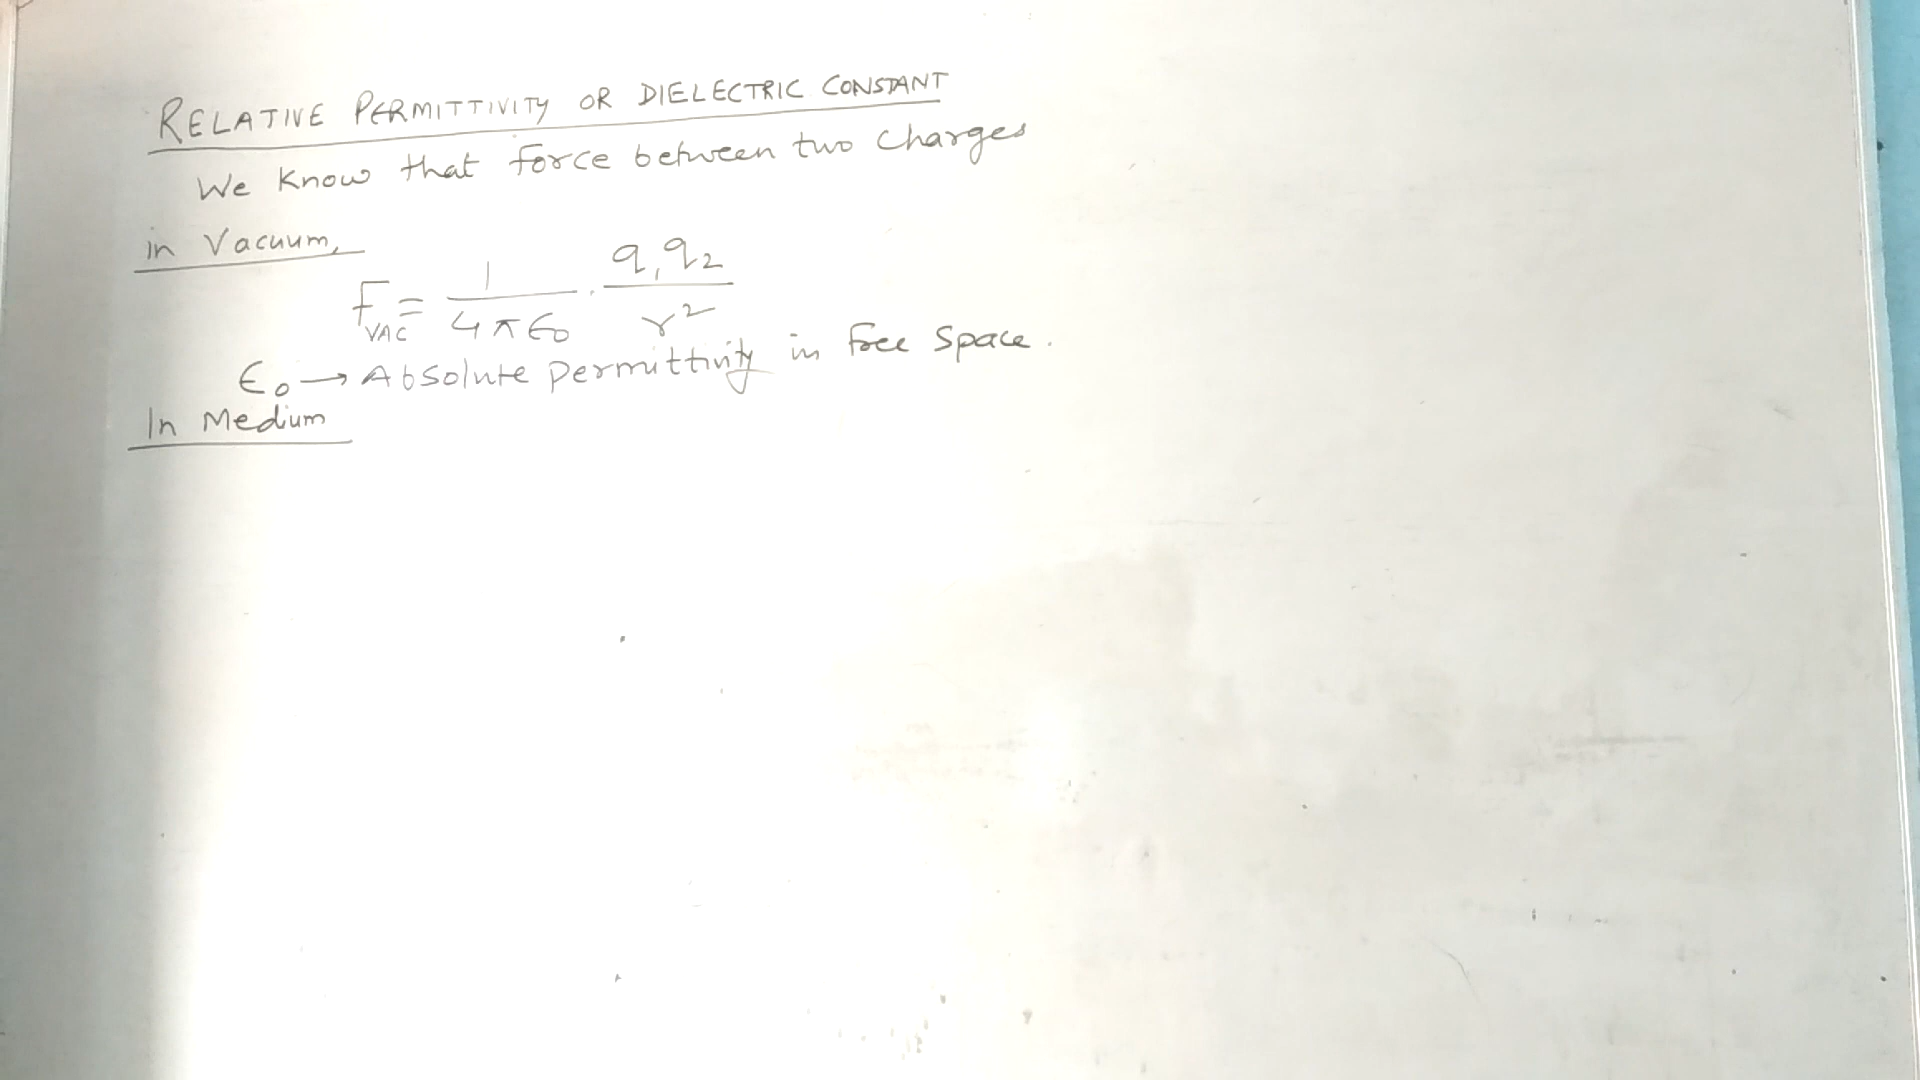 RELATIVE PERMITTIVITY OR DIELECTRIC CONSTANT
We Know that force between two charges
in Vacuum,
F_VAC = 1/4πϵ0 · q1q2/r²
ϵ0 → Absolute permittivity in free space.
In Medium